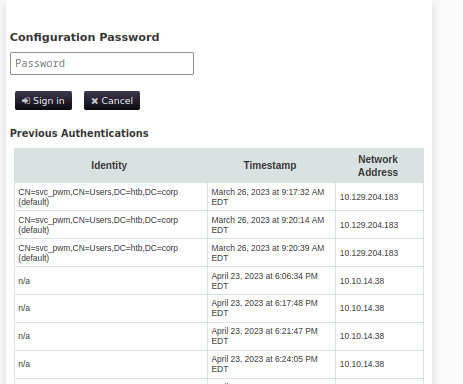 Configuration Password
Password
Sign in Cancel
Previous Authentications
Identity Timestamp Network
Address
CN=svc_pwm,CN=Users,DC=htb,DC=corp March 26, 2023 at 9:17:32 AM 10.129.204.183
(default) EDT
CN=svc_pwm,CN=Users,DC=htb,DC=corp March 26, 2023 at 9:20:14 AM 10.129.204.183
(default) EDT
CN=svc_pwm,CN=Users,DC=htb,DC=corp March 26, 2023 at 9:20:39 AM 10.129.204.183
(default) EDT
n/a April 23, 2023 at 6:06:34 PM 10.10.14.38
EDT
n/a April 23, 2023 at 6:17:48 PM 10.10.14.38
EDT
n/a April 23, 2023 at 6:21:47 PM 10.10.14.38
EDT
n/a April 23, 2023 at 6:24:05 PM 10.10.14.38
EDT